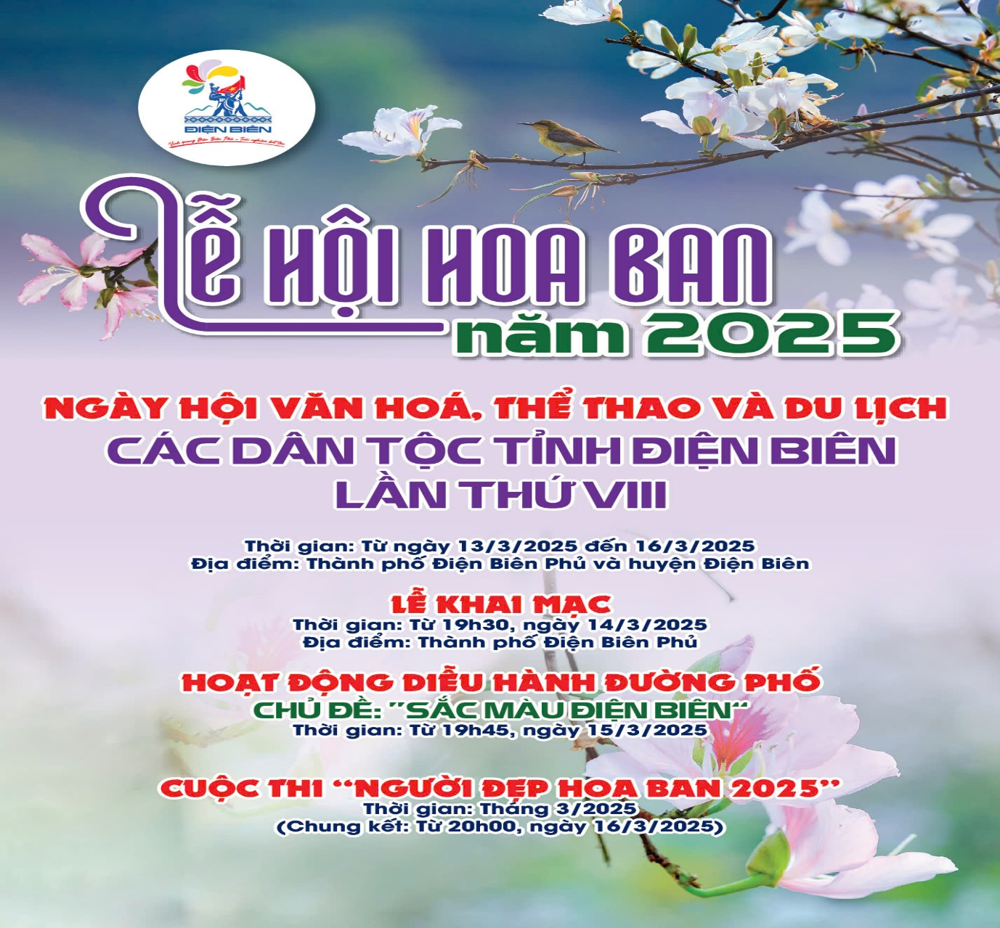 ĐIỆN BIÊN
LỄ HỘI HOA BAN
năm 2025
NGÀY HỘI VĂN HOÁ, THỂ THAO VÀ DU LỊCH
CÁC DÂN TỘC TỈNH ĐIỆN BIÊN
LẦN THỨ VIII
Thời gian: Từ ngày 13/3/2025 đến 16/3/2025
Địa điểm: Thành phố Điện Biên Phủ và huyện Điện Biên
LỄ KHAI MẠC
Thời gian: Từ 19h30, ngày 14/3/2025
Địa điểm: Thành phố Điện Biên Phủ
HOẠT ĐỘNG DIỄU HÀNH ĐƯỜNG PHỐ
CHỦ ĐỀ: ”SẮC MÀU ĐIỆN BIÊN“
Thời gian: Từ 19h45, ngày 15/3/2025
CUỘC THI “NGƯỜI ĐẸP HOA BAN 2025”
Thời gian: Tháng 3/2025
(Chung kết: Từ 20h00, ngày 16/3/2025)